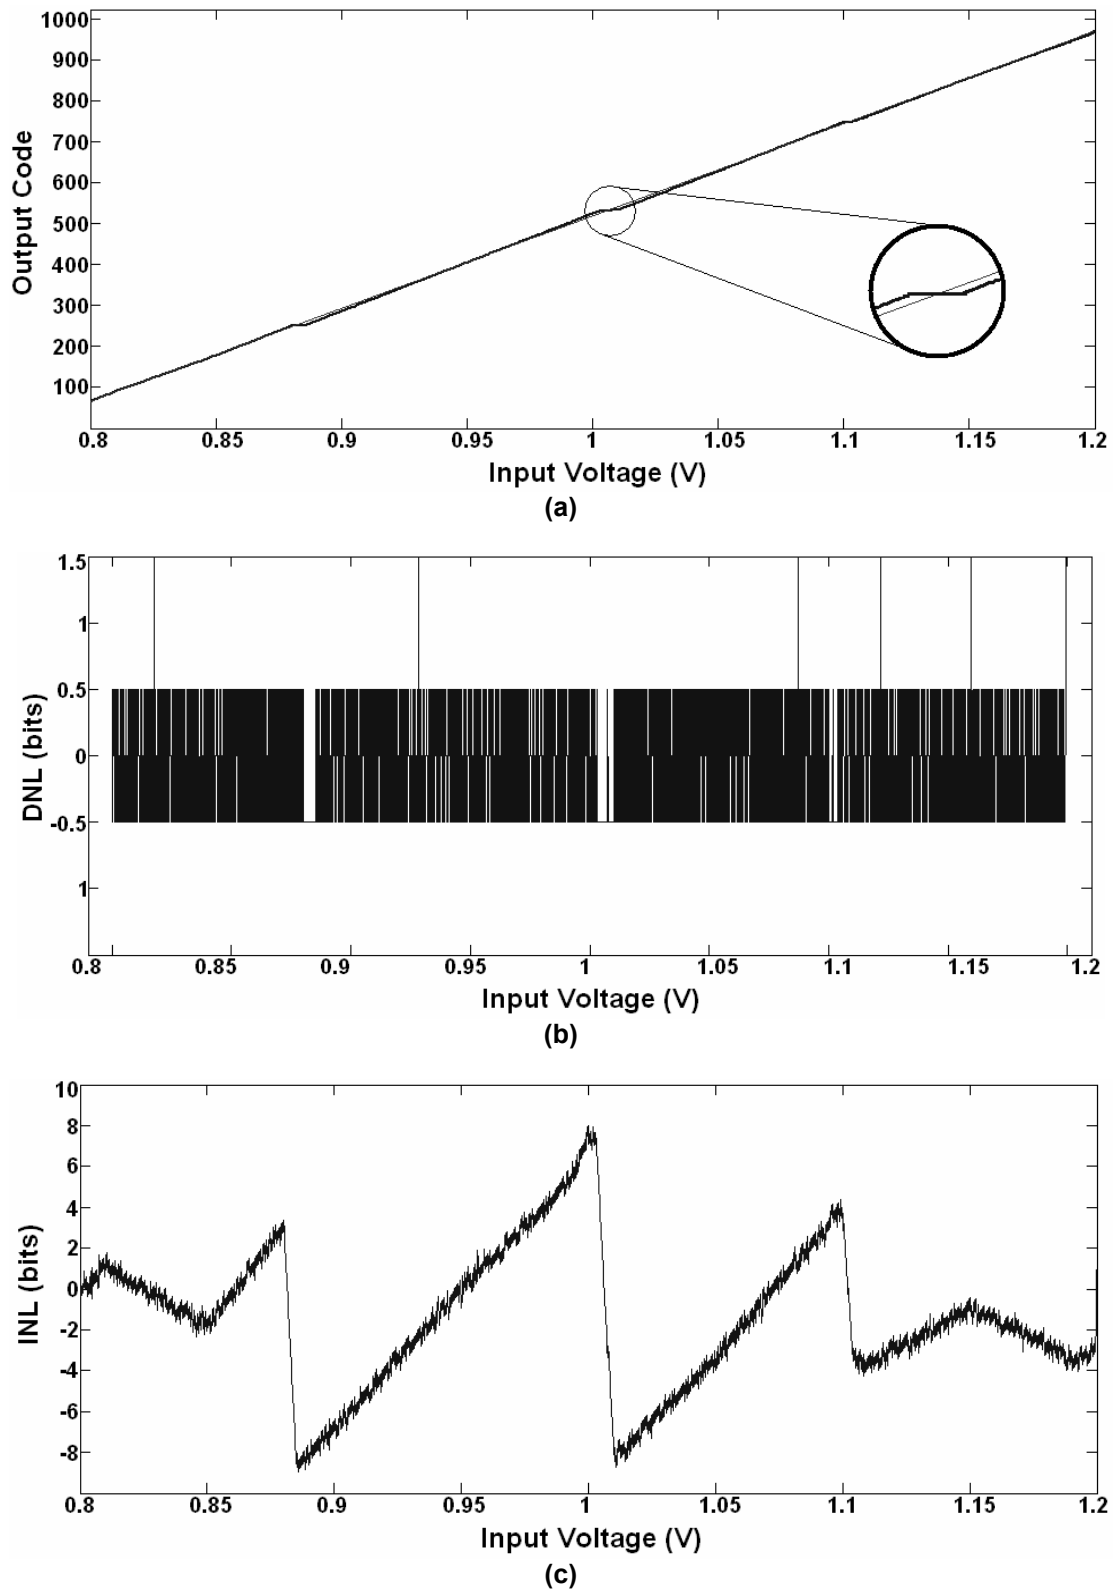 1000
900
800
700
600
500
400
300
200
100
Output Code
0.8 0.85 0.9 0.95 1 1.05 1.1 1.15 1.2
Input Voltage (V)
(a)
1.5
1
0.5
0
-0.5
1
DNL (bits)
0.8 0.85 0.9 0.95 1 1.05 1.1 1.15 1.2
Input Voltage (V)
(b)
10
8
6
4
2
0
-2
-4
-6
-8
INL (bits)
0.8 0.85 0.9 0.95 1 1.05 1.1 1.15 1.2
Input Voltage (V)
(c)